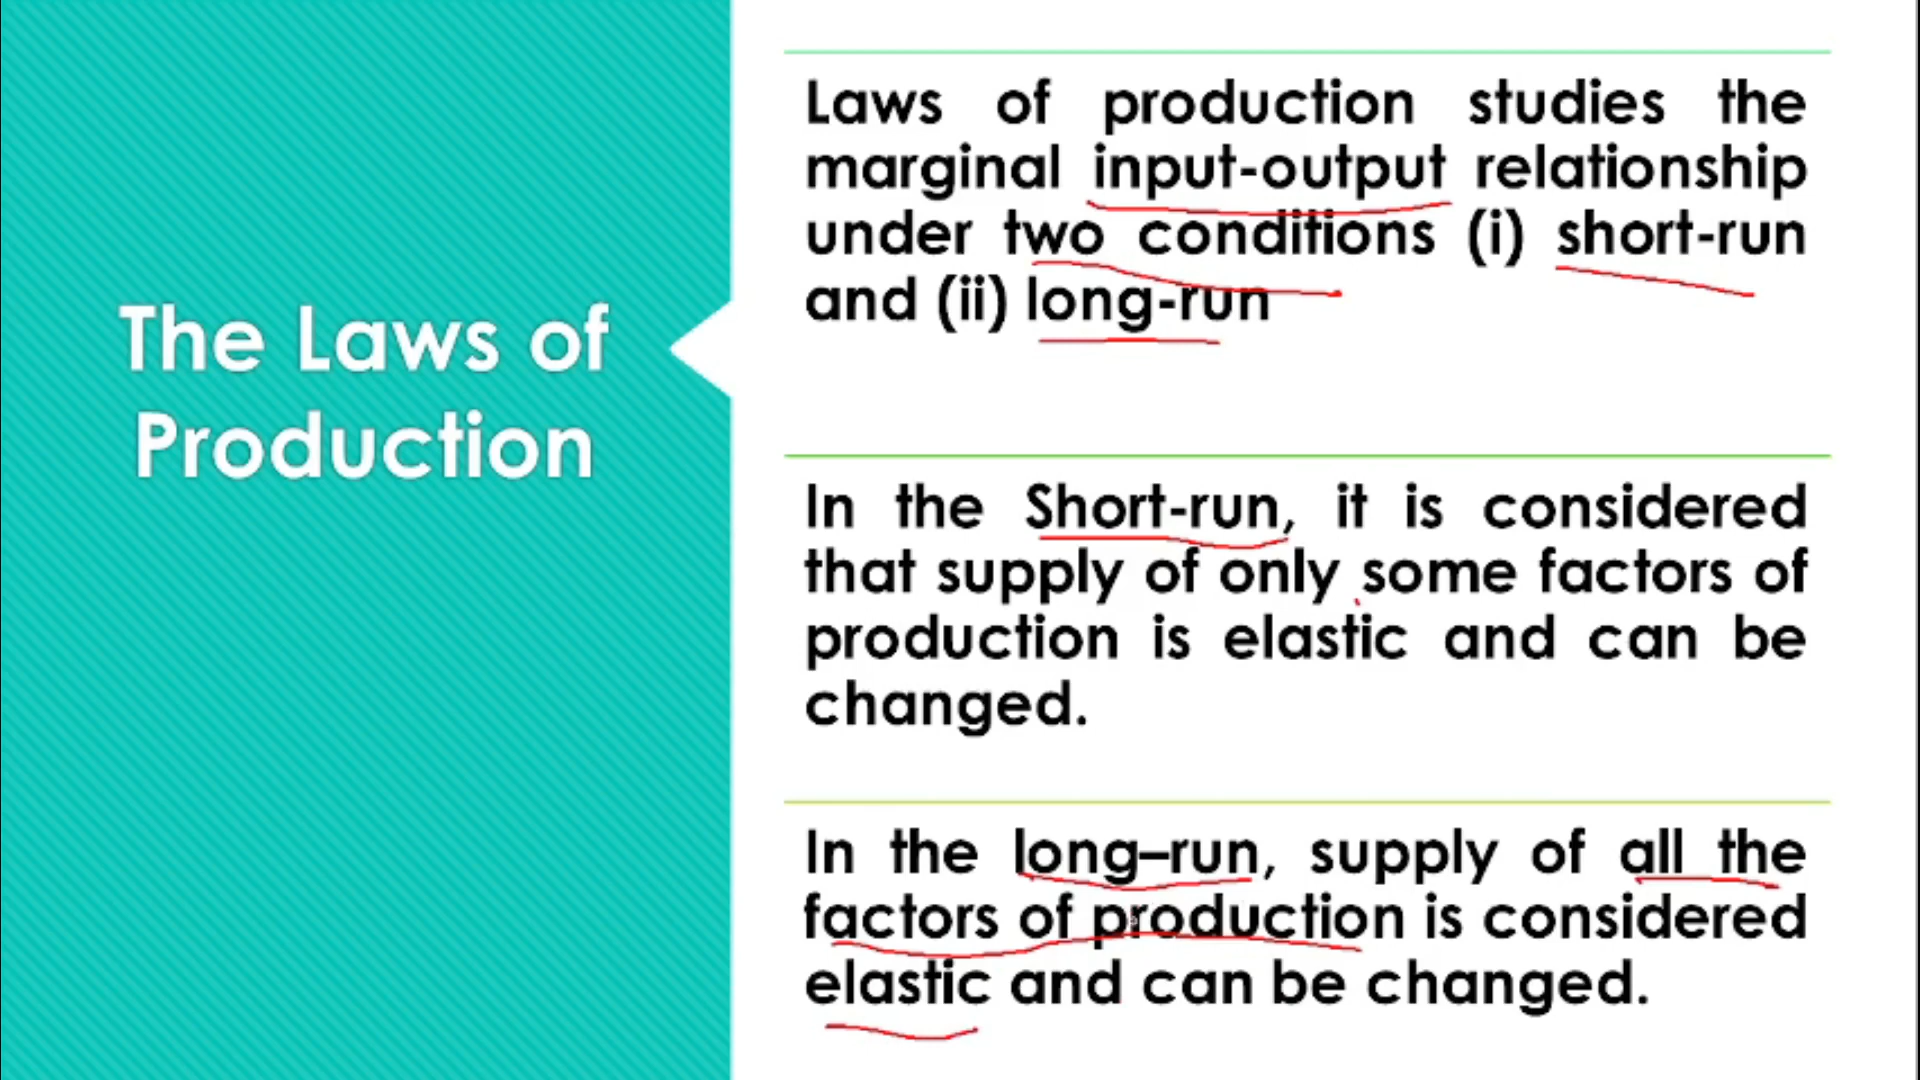 The Laws of
Production
Laws of production studies the
marginal input-output relationship
under two conditions (i) short-run
and (ii) long-run
In the Short-run, it is considered
that supply of only some factors of
production is elastic and can be
changed.
In the long–run, supply of all the
factors of production is considered
elastic and can be changed.